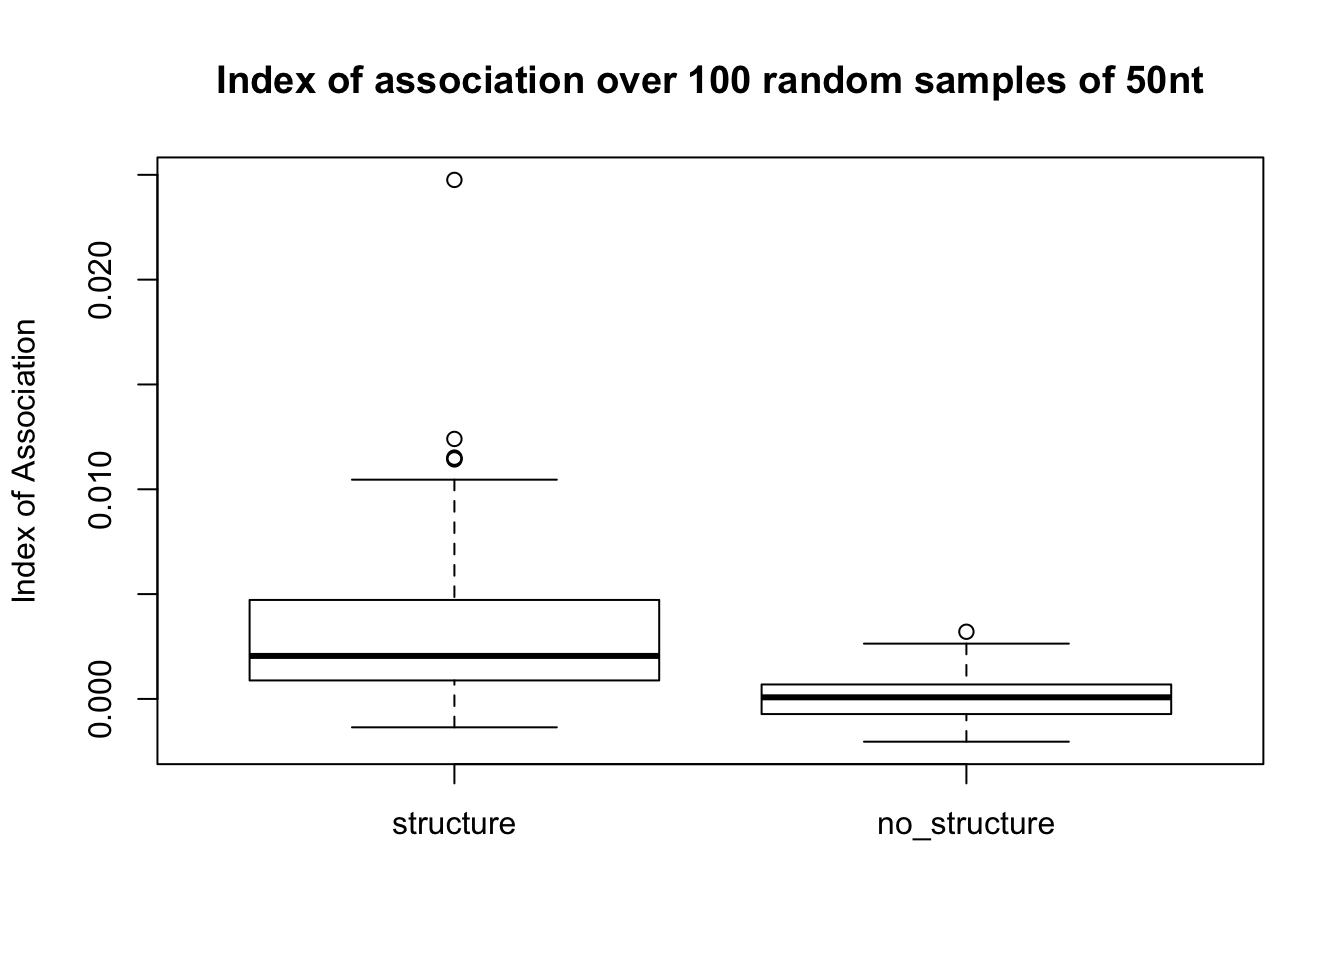 Index of association over 100 random samples of 50nt
Index of Association
0.020
0.010
0.000
structure
no_structure